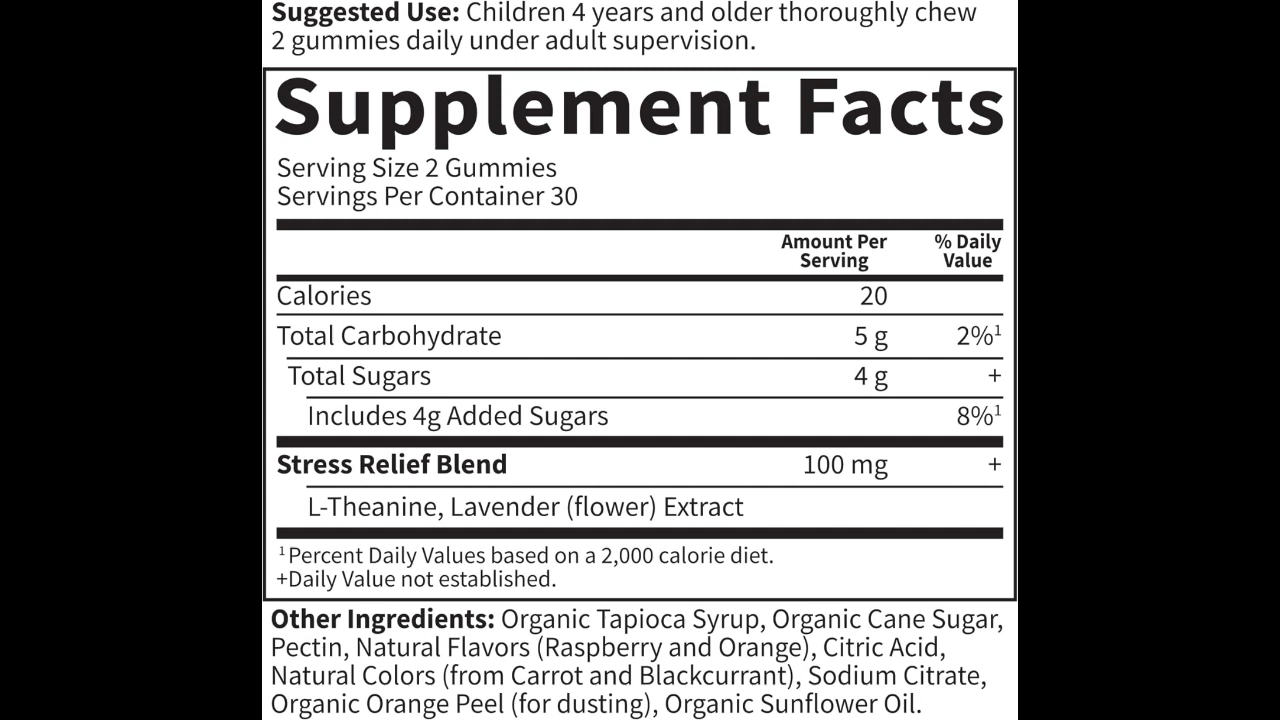 Suggested Use: Children 4 years and older thoroughly chew
2 gummies daily under adult supervision.
Supplement Facts
Serving Size 2 Gummies
Servings Per Container 30
Amount Per Serving % Daily Value
Calories 20
Total Carbohydrate 5 g 2%¹
Total Sugars 4 g +
Includes 4g Added Sugars 8%¹
Stress Relief Blend 100 mg +
L-Theanine, Lavender (flower) Extract
¹ Percent Daily Values based on a 2,000 calorie diet.
+Daily Value not established.
Other Ingredients: Organic Tapioca Syrup, Organic Cane Sugar,
Pectin, Natural Flavors (Raspberry and Orange), Citric Acid,
Natural Colors (from Carrot and Blackcurrant), Sodium Citrate,
Organic Orange Peel (for dusting), Organic Sunflower Oil.